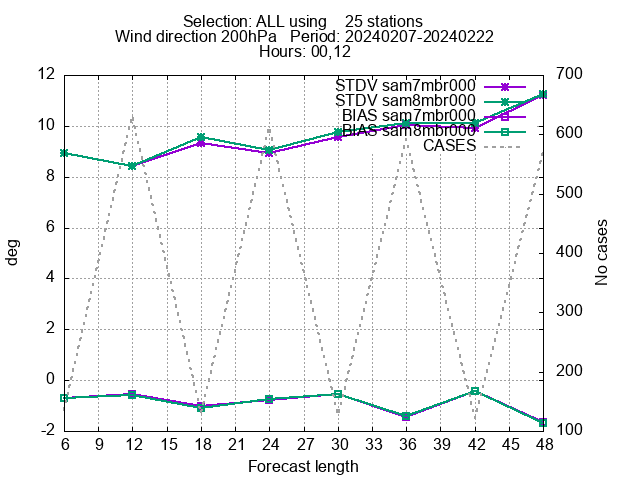 Selection: ALL using    25 stations
Wind direction 200hPa   Period: 20240207-20240222
Hours: 00,12
STDV sam7mbr000
STDV sam8mbr000
BIAS sam7mbr000
BIAS sam8mbr000
CASES
12
10
8
6
4
2
0
-2
deg
700
600
500
400
300
200
100
No cases
6 9 12 15 18 21 24 27 30 33 36 39 42 45 48
Forecast length